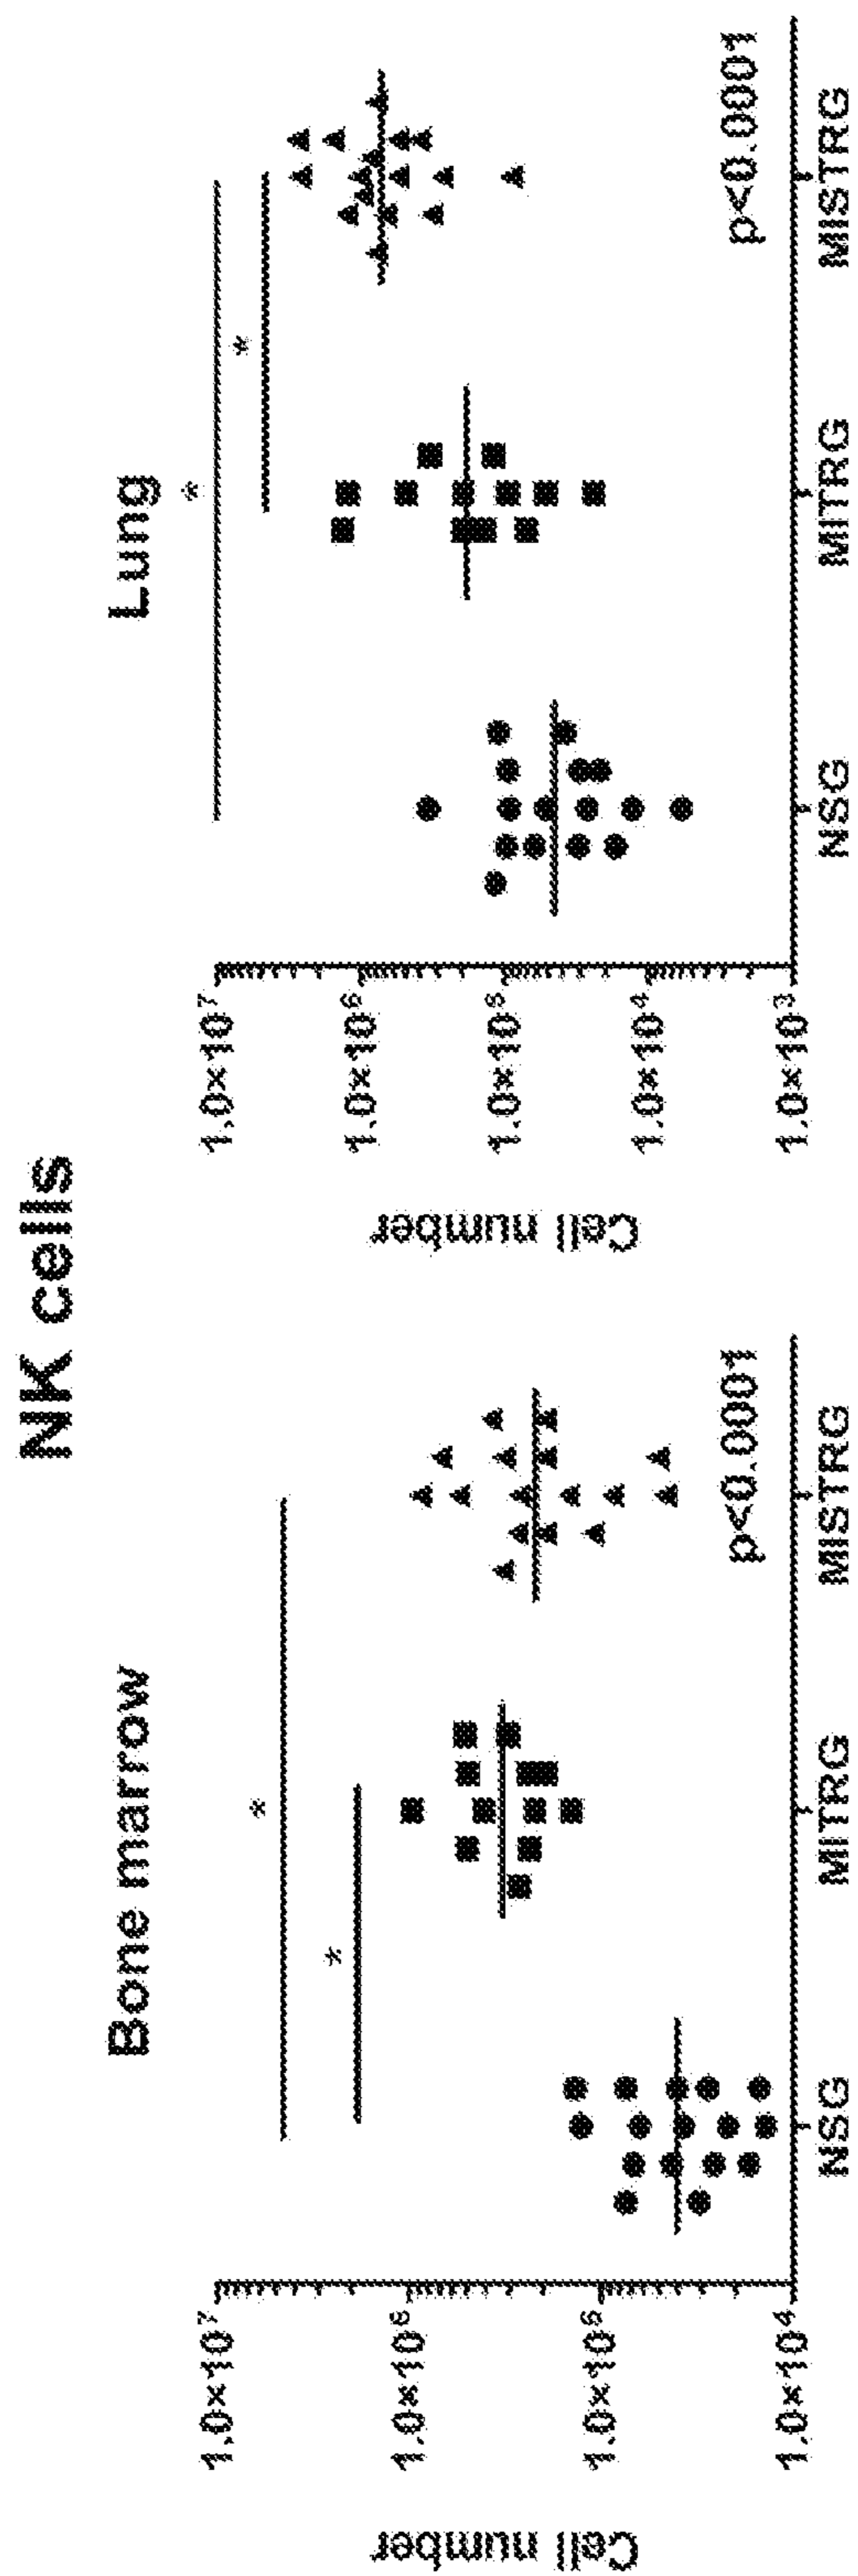 NK cells
Bone marrow
*
*
Cell number
1.0×10⁷
1.0×10⁶
1.0×10⁵
1.0×10⁴
p<0.0001
NSG
MITRG
MISTRG
Lung
*
*
Cell number
1.0×10⁷
1.0×10⁶
1.0×10⁵
1.0×10⁴
1.0×10³
p<0.0001
NSG
MITRG
MISTRG